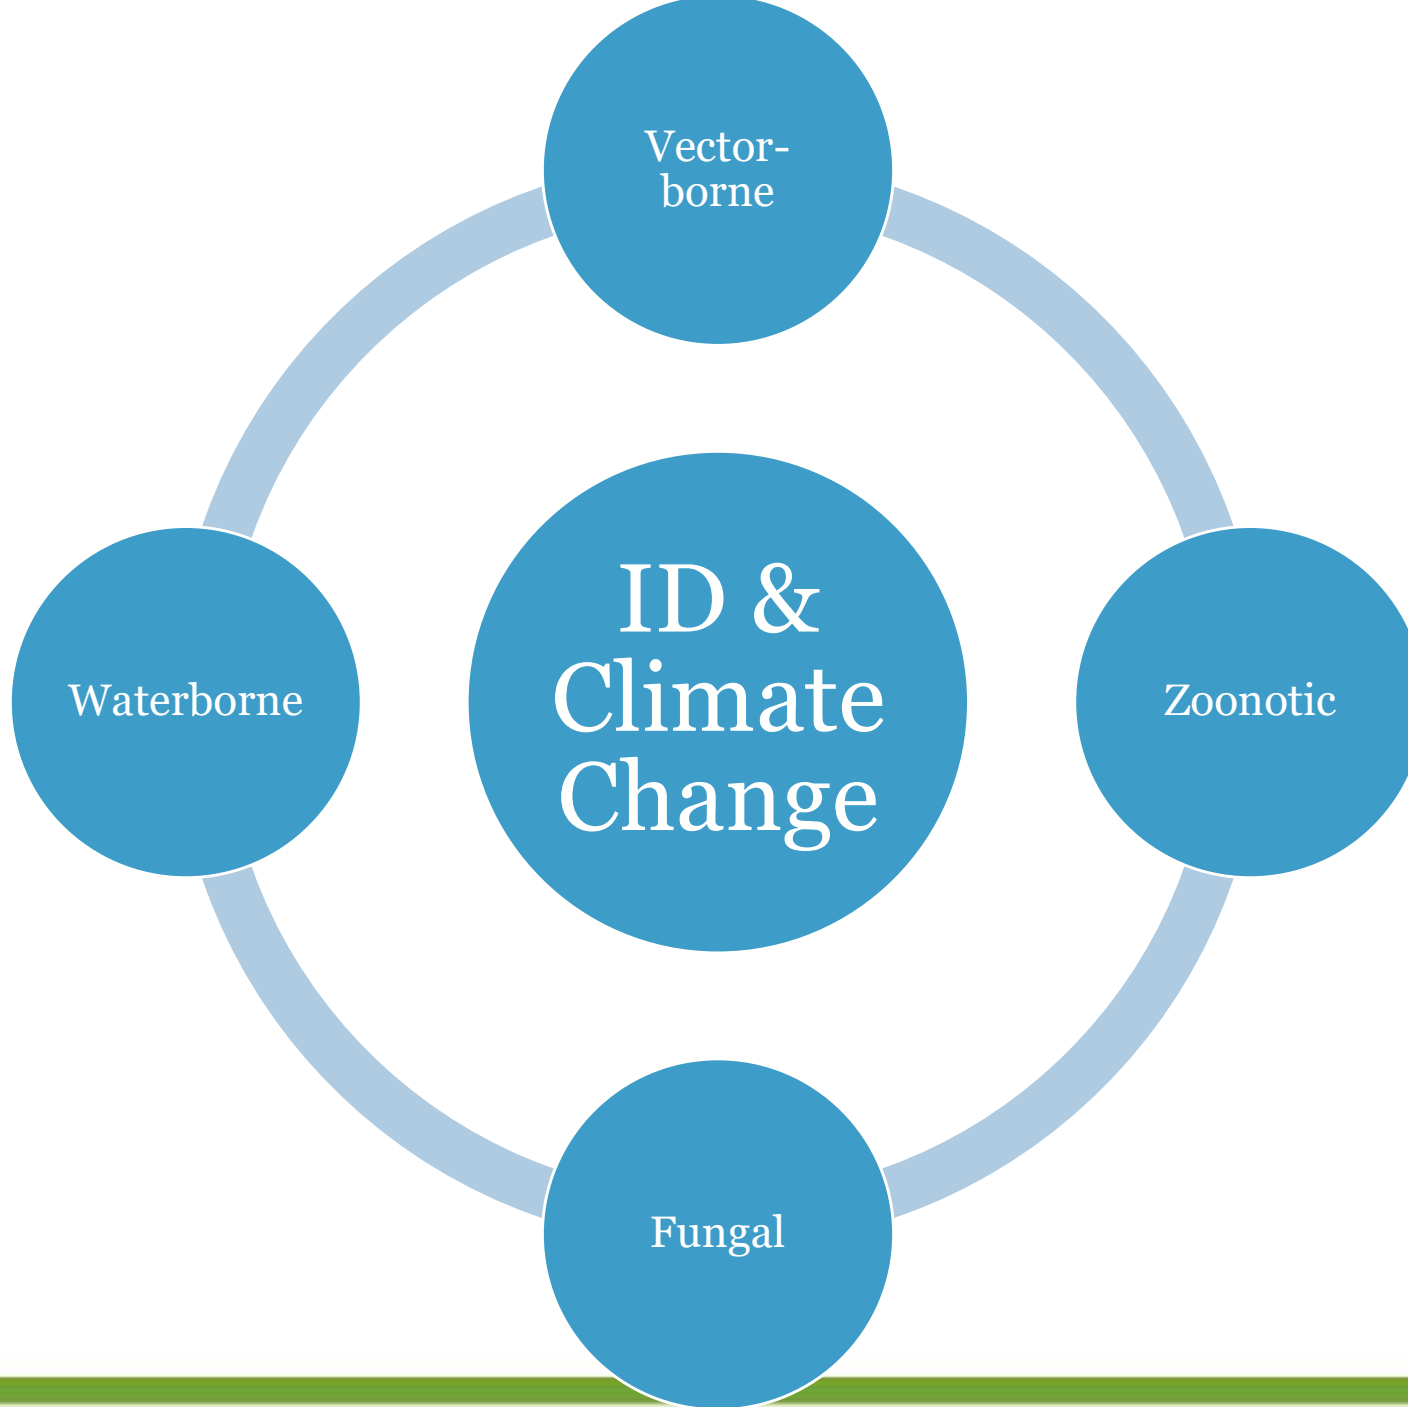 Vector-
borne
ID &
Climate
Change
Waterborne
Zoonotic
Fungal